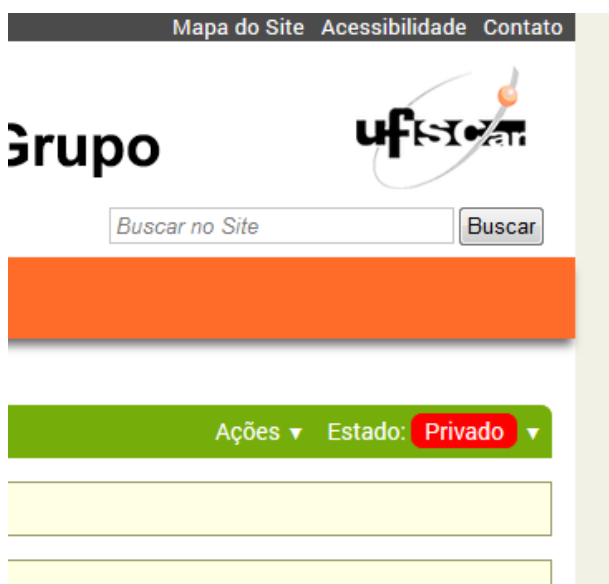 Mapa do Site Acessibilidade Contato
Grupo
ufscar
Buscar no Site Buscar
Ações ▼ Estado: Privado ▼